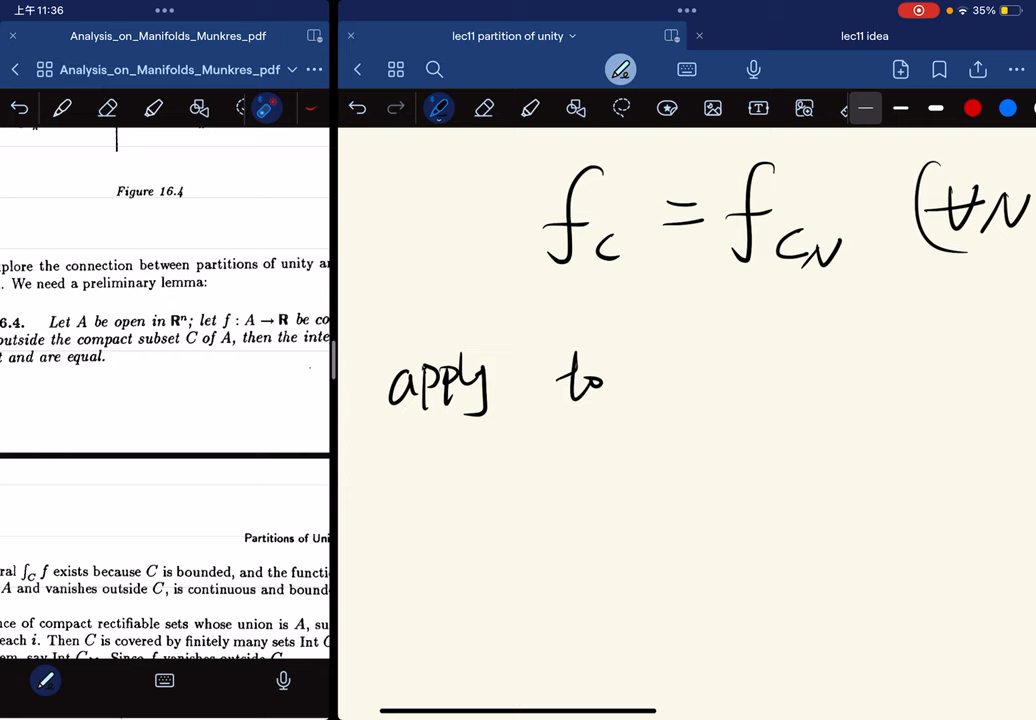 上午11:36
35%
Analysis_on_Manifolds_Munkres_pdf
Analysis_on_Manifolds_Munkres_pdf
Figure 16.4
plore the connection between partitions of unity a
. We need a preliminary lemma:
6.4. Let A be open in Rⁿ; let f : A → R be co
outside the compact subset C of A, then the inte
t and are equal.
Partitions of Uni
ral ∫_C f exists because C is bounded, and the functi
A and vanishes outside C, is continuous and bound
nce of compact rectifiable sets whose union is A, su
each i. Then C is covered by finitely many sets Int C
lec11 partition of unity
lec11 idea
f_C = f_{C_N} (∀N
apply to